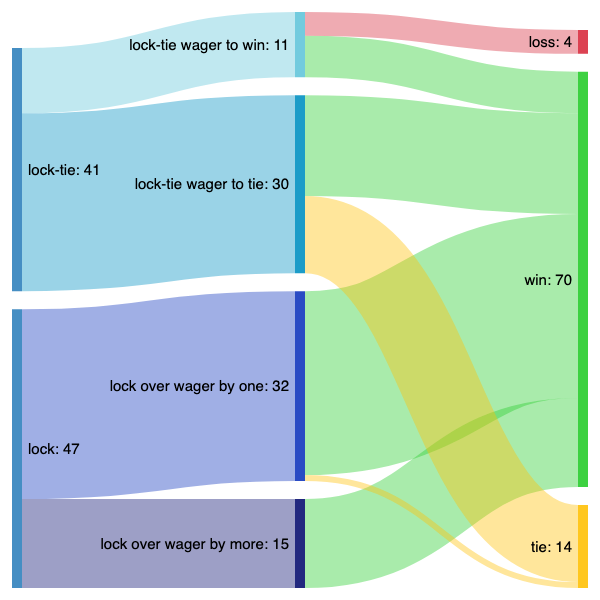 lock-tie wager to win: 11
loss: 4
lock-tie: 41
lock-tie wager to tie: 30
win: 70
lock over wager by one: 32
lock: 47
lock over wager by more: 15
tie: 14